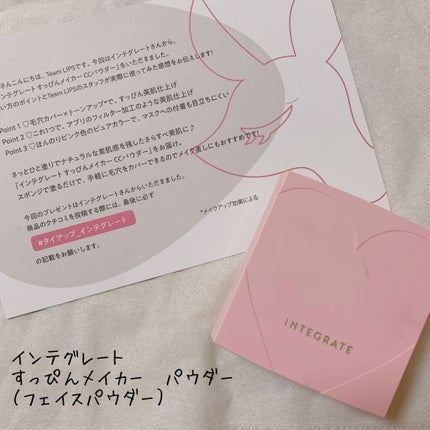 さんこんにちは、Team LIPSです。今回はインテグレートさんから、
ンテグレート すっぴんメイカー CCパウダー」をいただきました。
い方のポイントとTeam LIPSのスタッフが実際に使ってみた感想をお伝えします!
Point 1 ♡毛穴カバー×トーンアップ*で、すっぴん美肌仕上げ
Point 2 ♡これ1つで、アプリのフィルター加工のような美肌仕上げ
Point 3 ♡ほんのりピンク色のピュアカラーで、マスクへの付着も目立ちにくい
さっとひと塗りでナチュラルな素肌感を残したさらすべ美肌に♪
「インテグレート すっぴんメイカー CCパウダー」をお届け。
スポンジで塗るだけで、手軽に毛穴をカバーできるのでメイク直しにもおすすめです!
今回のプレゼントはインテグレートさんからいただきました。
商品のクチコミを投稿する際には、最後に必ず
#タイアップ_インテグレート
の記載をお願いします。
*メイクアップ効果による
INTEGRATE
インテグレート
すっぴんメイカー パウダー
(フェイスパウダー)